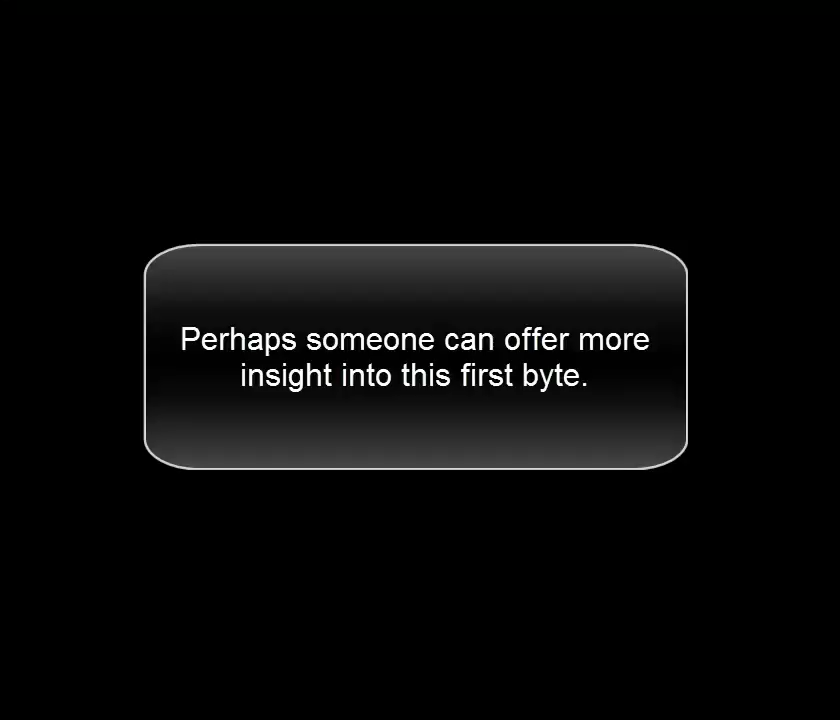 Perhaps someone can offer more
insight into this first byte.